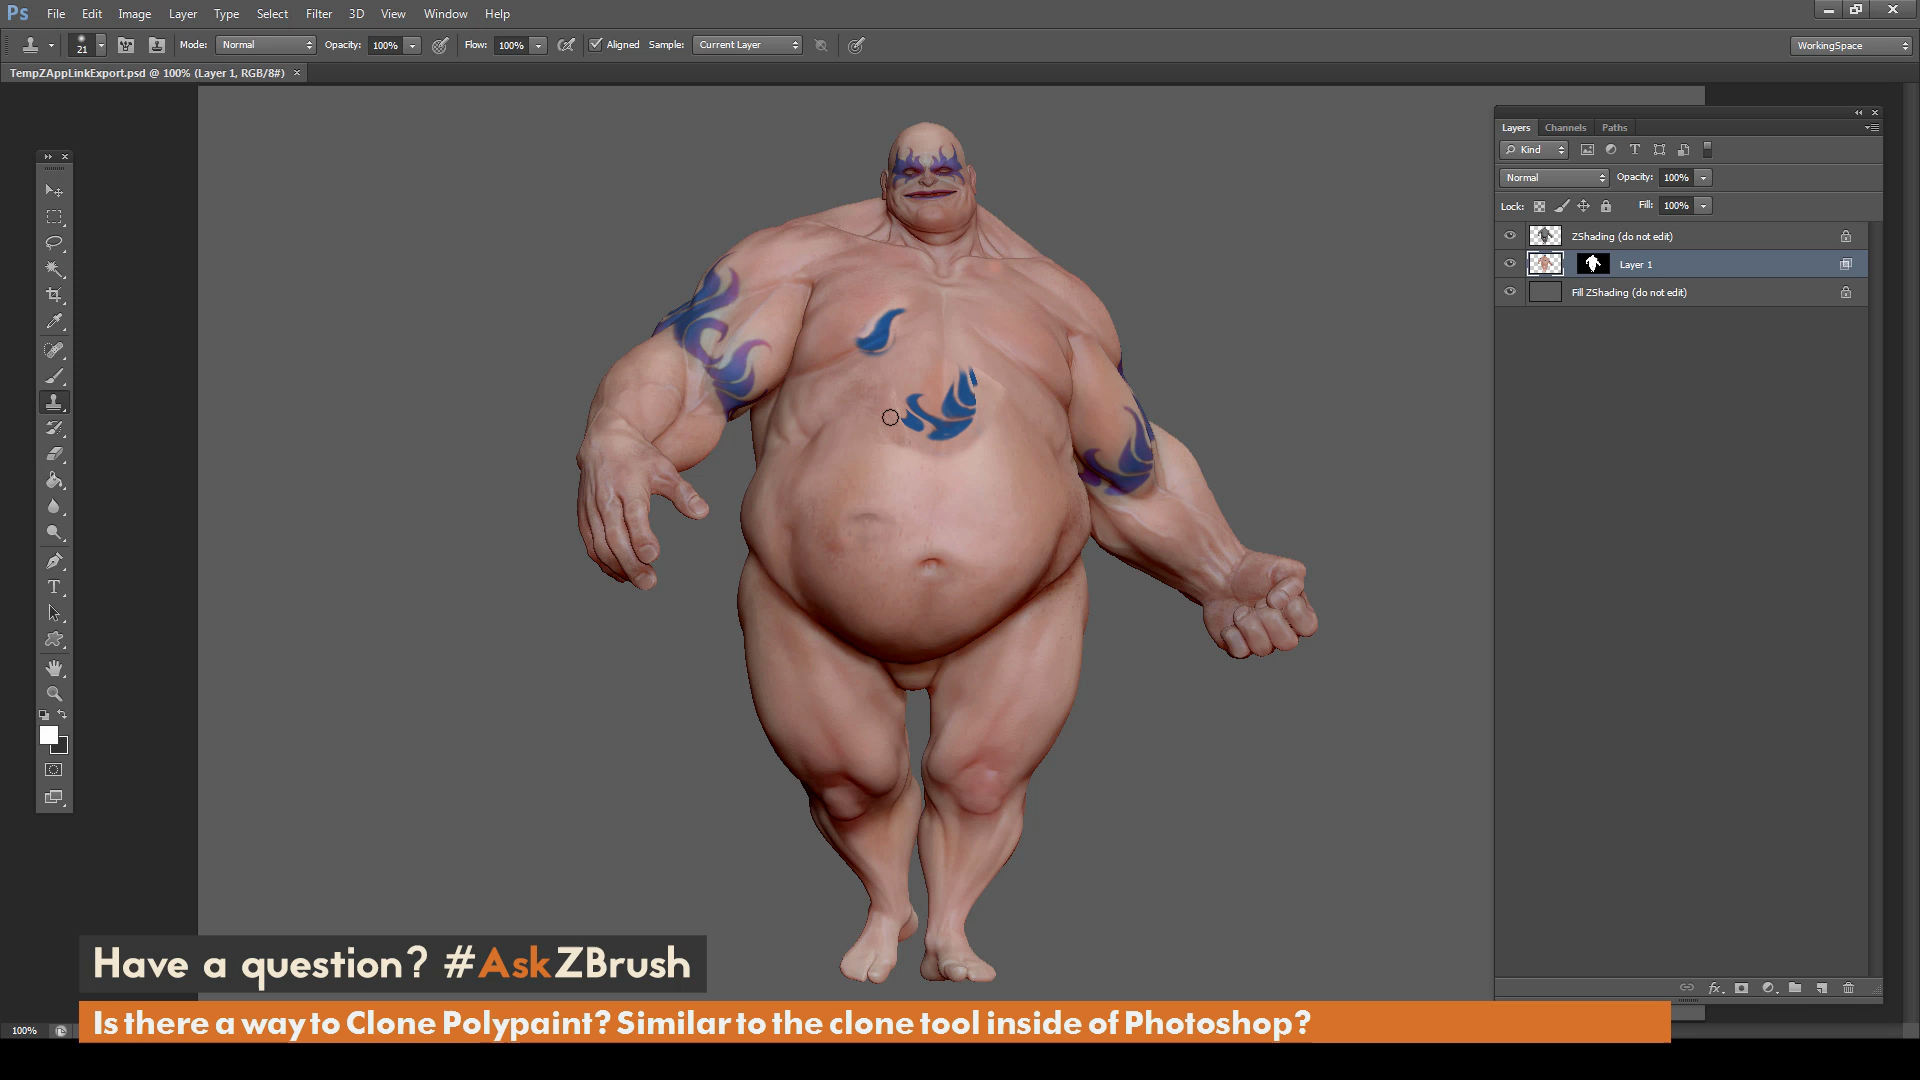 Ps File Edit Image Layer Type Select Filter 3D View Window Help
21 Mode: Normal Opacity: 100% Flow: 100% Aligned Sample: Current Layer WorkingSpace
TempZAppLinkExport.psd @ 100% (Layer 1, RGB/8#) ×
Layers Channels Paths
Kind T
Normal Opacity: 100%
Lock: Fill: 100%
ZShading (do not edit)
Layer 1
Fill ZShading (do not edit)
T
fx
Have a question? #AskZBrush
Is there a way to Clone Polypaint? Similar to the clone tool inside of Photoshop?
100%